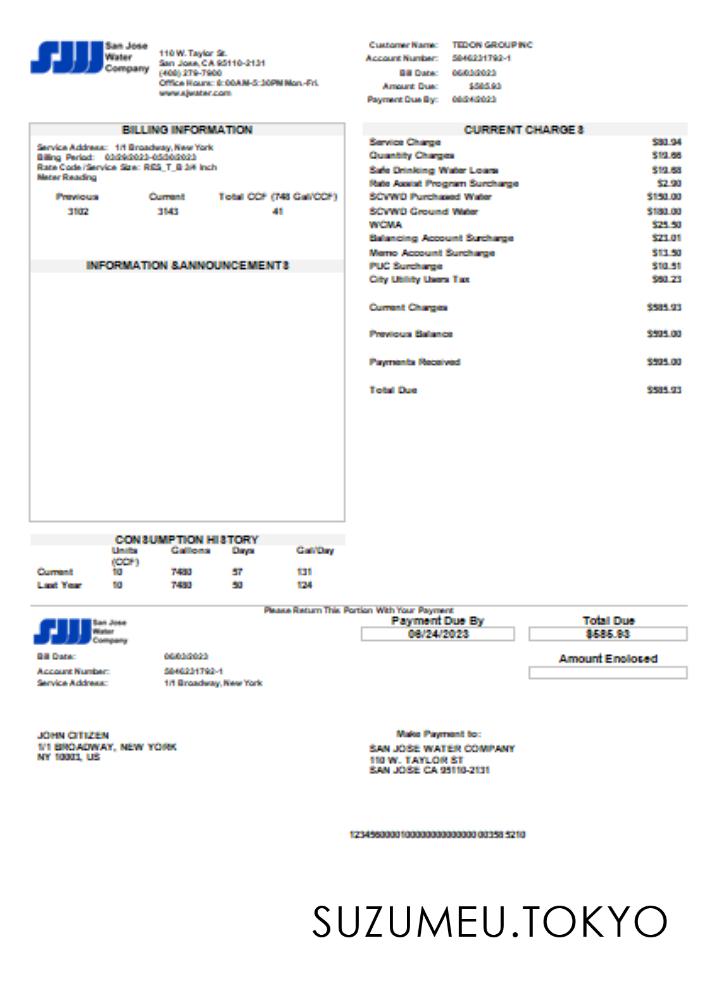 SJW San Jose
Water
Company
110 W. Taylor St.
San Jose, CA 95110-2131
(408) 279-7900
Office Hours: 8:00AM-5:30PM Mon.-Fri.
www.sjwater.com
Customer Name: TEDON GROUP INC
Account Number: 5846231792-1
Bill Date: 06/03/2023
Amount Due: $585.93
Payment Due By: 06/24/2023
BILLING INFORMATION
Service Address: 1/1 Broadway, New York
Billing Period: 03/29/2023-05/30/2023
Rate Code /Service Size: RES_T_B 3/4 Inch
Meter Reading
Previous Current Total CCF (748 Gal/CCF)
3102 3143 41
INFORMATION & ANNOUNCEMENTS
CURRENT CHARGES
Service Charge $80.94
Quantity Charges $19.66
Safe Drinking Water Loans $19.68
Rate Assist Program Surcharge $2.90
SCVWD Purchased Water $150.00
SCVWD Ground Water $180.00
WCMA $25.50
Balancing Account Surcharge $23.01
Memo Account Surcharge $13.50
PUC Surcharge $10.51
City Utility Users Tax $60.23
Current Charges $585.93
Previous Balance $595.00
Payments Received $595.00
Total Due $585.93
CONSUMPTION HISTORY
Units Gallons Days Gal/Day
(CCF)
Current 10 7480 57 131
Last Year 10 7480 50 124
Please Return This Portion With Your Payment
SJW San Jose
Water
Company
Payment Due By Total Due
06/24/2023 $585.93
Amount Enclosed
Bill Date: 06/03/2023
Account Number: 5846231792-1
Service Address: 1/1 Broadway, New York
JOHN CITIZEN
1/1 BROADWAY, NEW YORK
NY 10003, US
Make Payment to:
SAN JOSE WATER COMPANY
110 W. TAYLOR ST
SAN JOSE CA 95110-2131
SUZUMEU.TOKYO